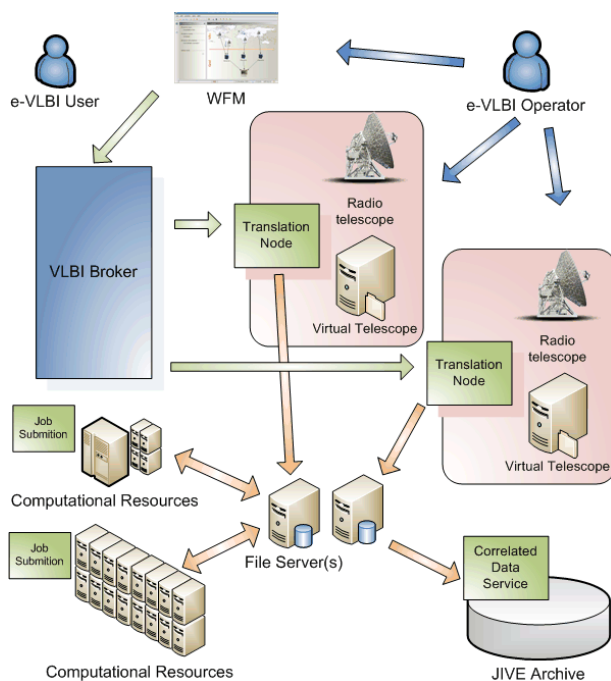 e-VLBI User
WFM
e-VLBI Operator
Radio
telescope
Translation
Node
VLBI Broker
Virtual Telescope
Radio
telescope
Translation
Node
Virtual Telescope
Job
Submition
Computational Resources
Job
Submition
File Server(s)
Correlated
Data
Service
Computational Resources
JIVE Archive